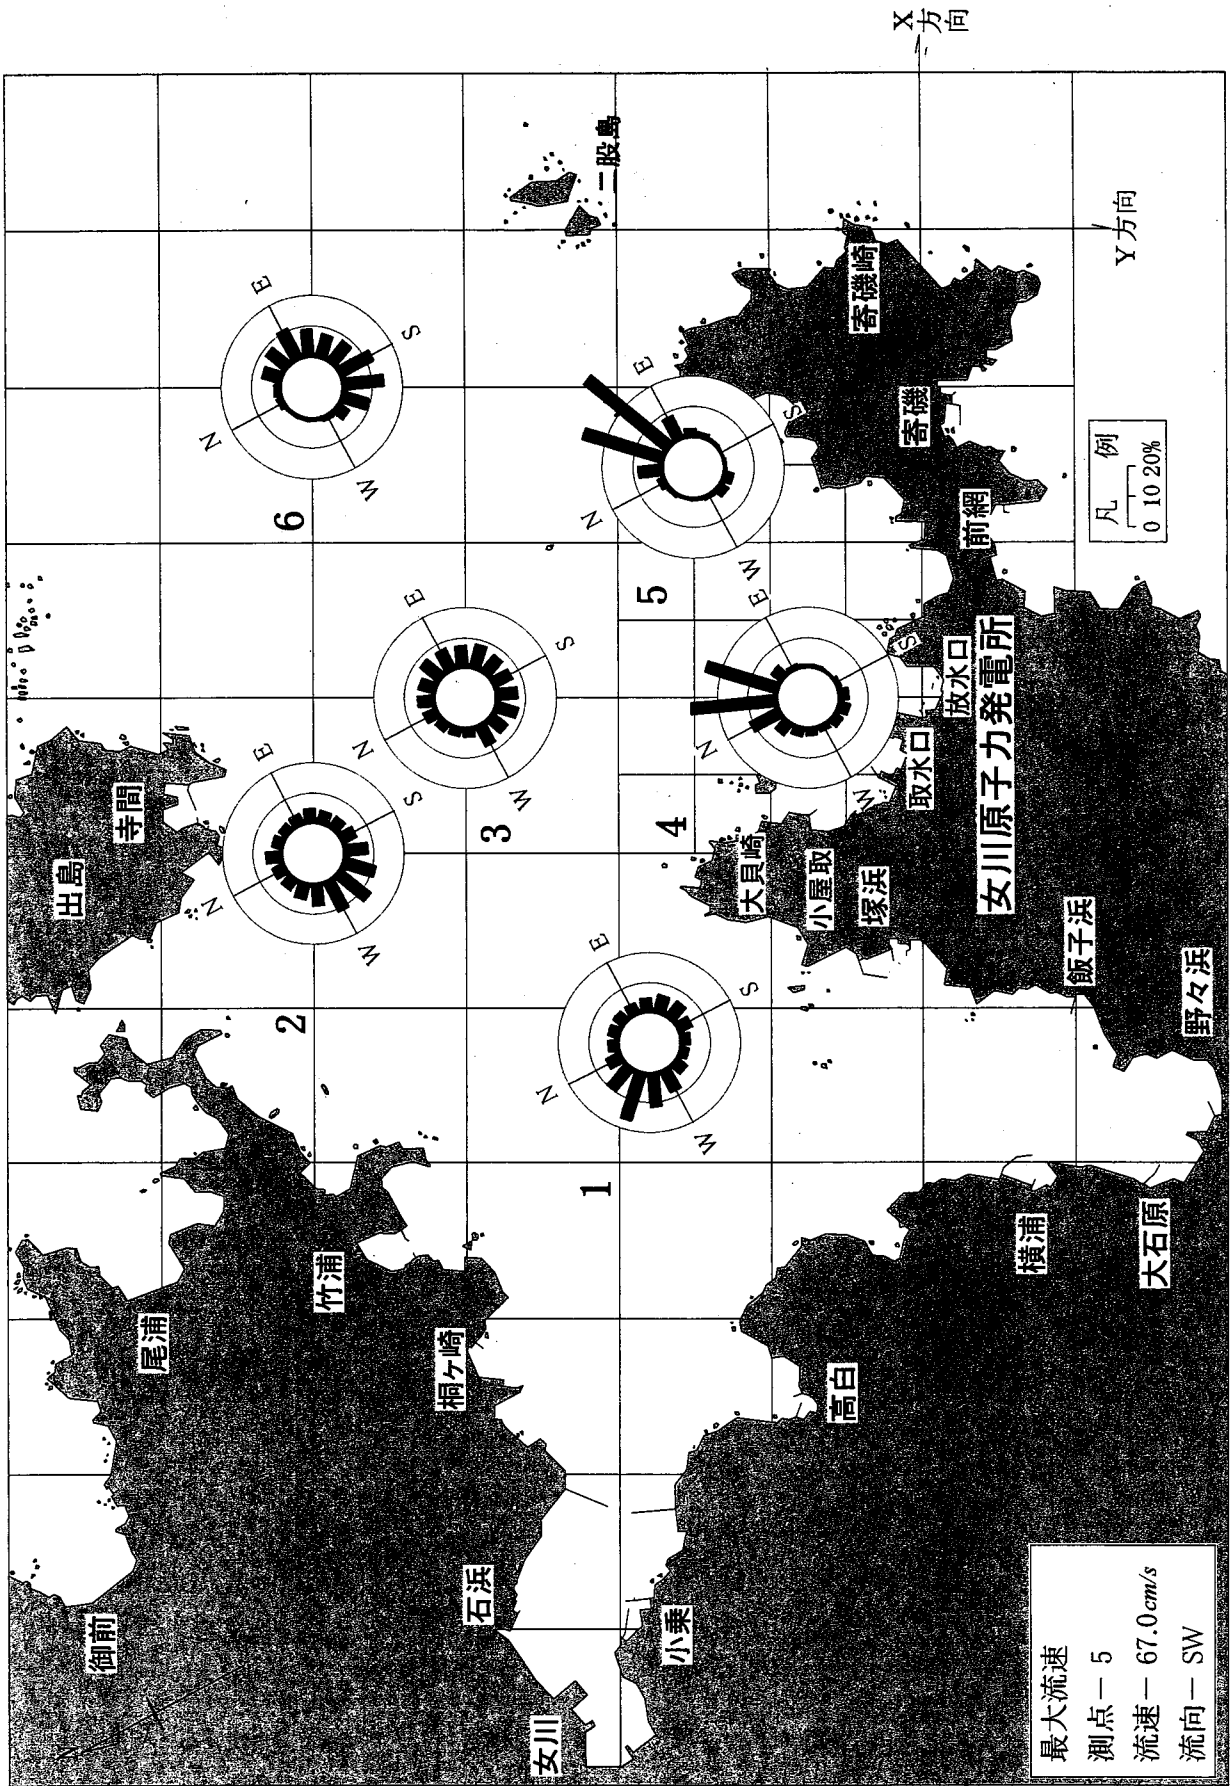 X方向
Y方向
二股島
寄磯崎
寄磯
前網
E
S
W
N
6
E
S
W
N
5
E
S
W
N
3
E
S
W
N
4
E
S
W
N
2
E
S
W
N
1
凡 例
0 10 20%
放水口
取水口
女川原子力発電所
寺間
出島
大貝崎
小屋取
塚浜
飯子浜
野々浜
横浦
大石原
竹浦
尾浦
桐ヶ崎
高白
石浜
小乗
御前
女川
N
最大流速
測点－5
流速－67.0cm/s
流向－SW